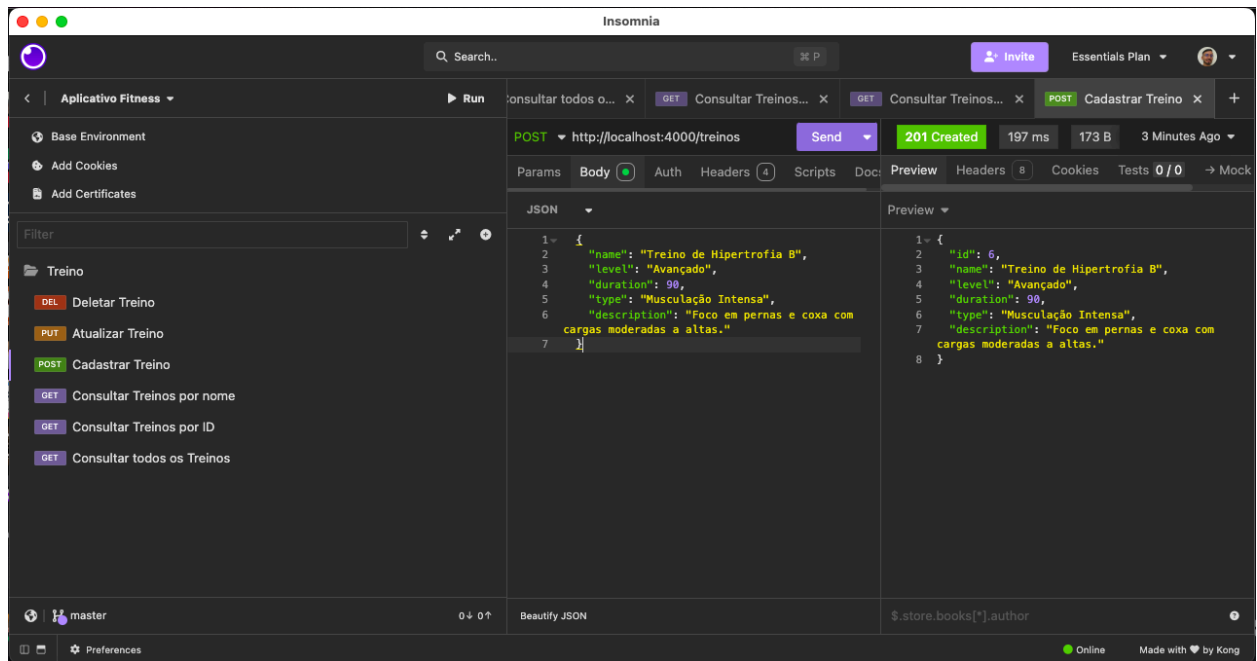 Insomnia
Search..
⌘ P
Invite
Essentials Plan
Aplicativo Fitness
Run
Consultar todos o...
GET Consultar Treinos...
GET Consultar Treinos...
POST Cadastrar Treino
Base Environment
Add Cookies
Add Certificates
Filter
Treino
DEL Deletar Treino
PUT Atualizar Treino
POST Cadastrar Treino
GET Consultar Treinos por nome
GET Consultar Treinos por ID
GET Consultar todos os Treinos
master
0↓ 0↑
POST http://localhost:4000/treinos
Send
Params Body Auth Headers 4 Scripts Docs
JSON
1 {
2 "name": "Treino de Hipertrofia B",
3 "level": "Avançado",
4 "duration": 90,
5 "type": "Musculação Intensa",
6 "description": "Foco em pernas e coxa com
cargas moderadas a altas."
7 }
Beautify JSON
201 Created 197 ms 173 B 3 Minutes Ago
Preview Headers 8 Cookies Tests 0 / 0 → Mock
Preview
1 {
2 "id": 6,
3 "name": "Treino de Hipertrofia B",
4 "level": "Avançado",
5 "duration": 90,
6 "type": "Musculação Intensa",
7 "description": "Foco em pernas e coxa com
cargas moderadas a altas."
8 }
$.store.books[*].author
Preferences
Online
Made with ♥ by Kong